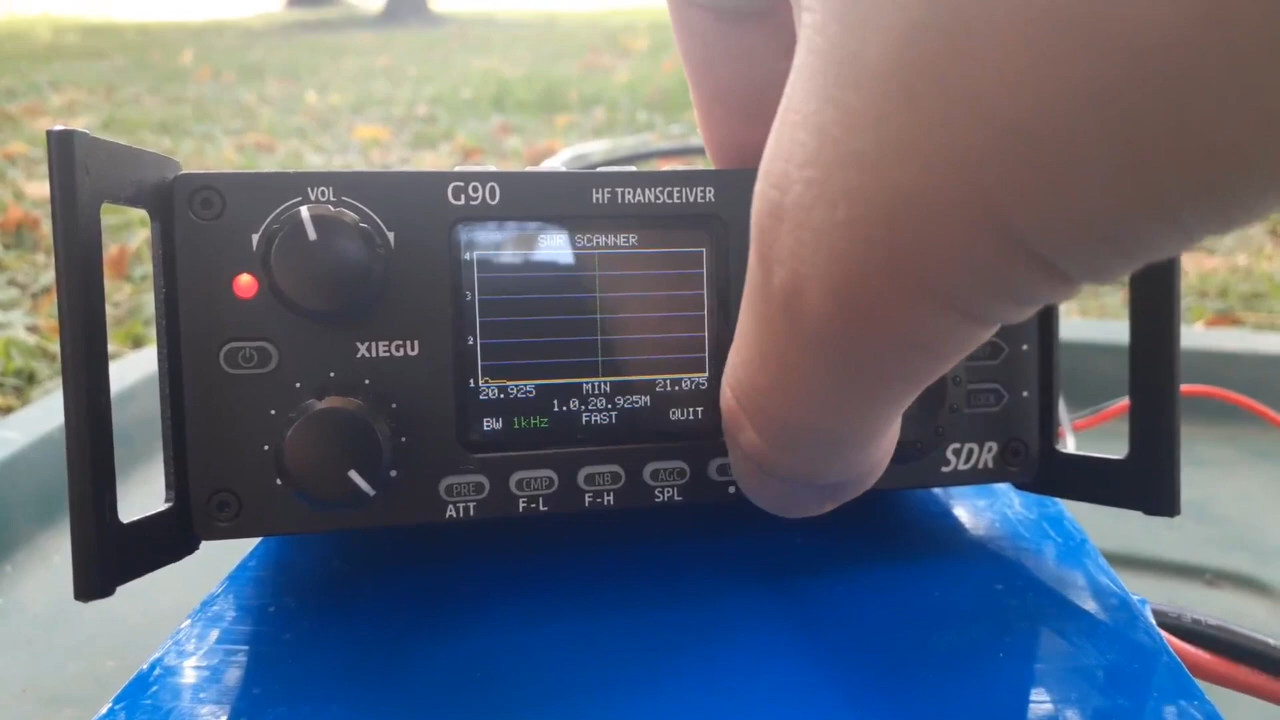 VOL
G90 HF TRANSCEIVER
SWR SCANNER
4
3
2
1
20.925 MIN 21.075
1.0,20.925M
BW 1kHz FAST QUIT
XIEGU
PRE CMP NB AGC
ATT F-L F-H SPL
LOCK
SDR